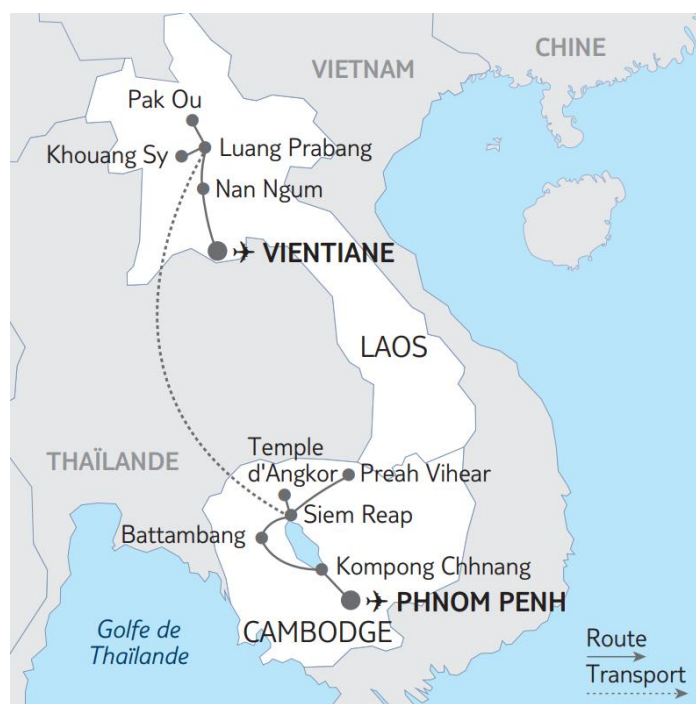 CHINE
VIETNAM
Pak Ou
Khouang Sy
Luang Prabang
Nan Ngum
VIENTIANE
LAOS
THAÏLANDE
Temple
d'Angkor
Preah Vihear
Siem Reap
Battambang
Kompong Chhnang
PHNOM PENH
CAMBODGE
Golfe de
Thaïlande
Route
Transport